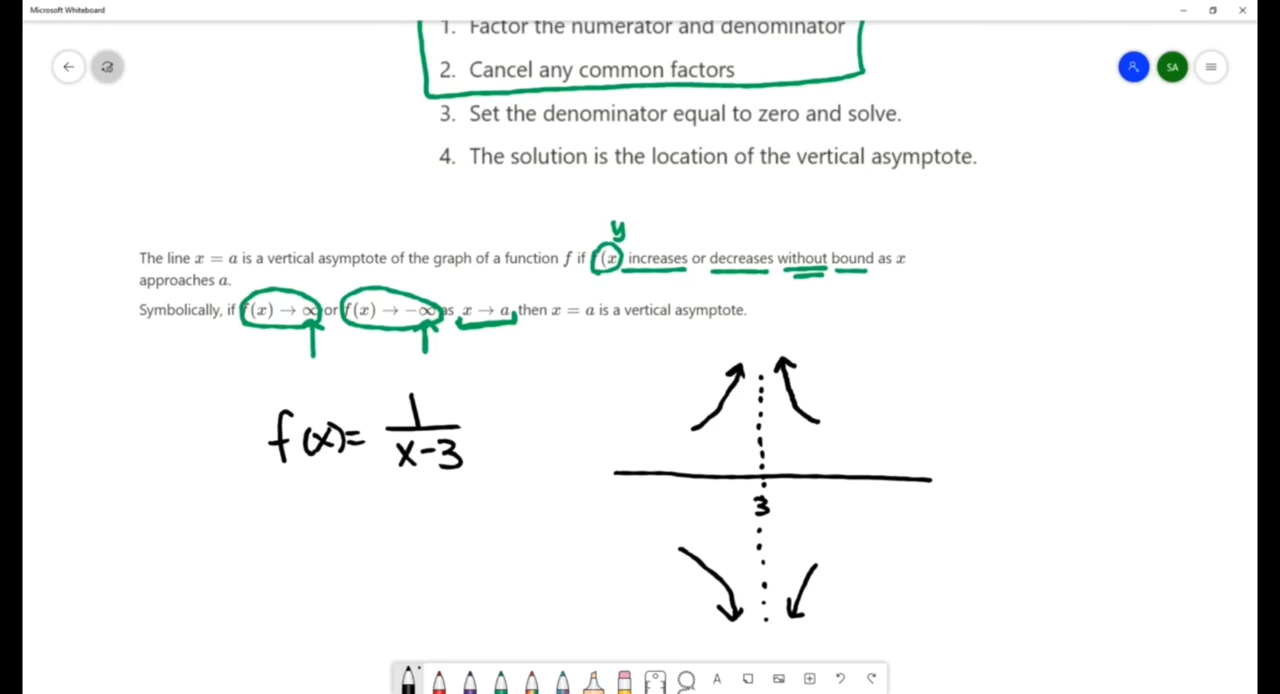 Microsoft Whiteboard
1. Factor the numerator and denominator
2. Cancel any common factors
SA
3. Set the denominator equal to zero and solve.
4. The solution is the location of the vertical asymptote.
y
The line x = a is a vertical asymptote of the graph of a function f if f(x) increases or decreases without bound as x
approaches a.
Symbolically, if f(x) → ∞ or f(x) → −∞ as x → a, then x = a is a vertical asymptote.
f(x) = 1/(x-3)
3
A